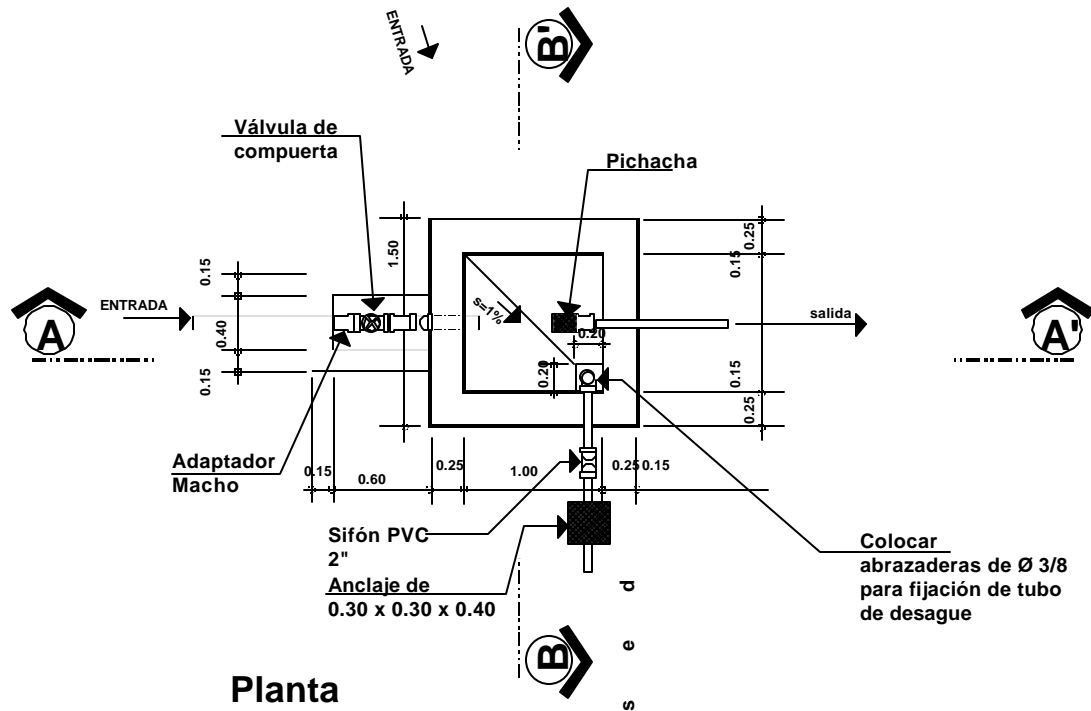 ENTRADA
B'
Válvula de
compuerta
Pichacha
0.15
0.40
0.15
1.50
0.25
0.15
0.15
0.25
ENTRADA
A
s=1%
0.20
0.20
salida
A'
Adaptador
Macho
0.15
0.60
0.25
1.00
0.25
0.15
Sifón PVC
2"
Anclaje de
0.30 x 0.30 x 0.40
Colocar
abrazaderas de Ø 3/8
para fijación de tubo
de desague
s e d
B
Planta